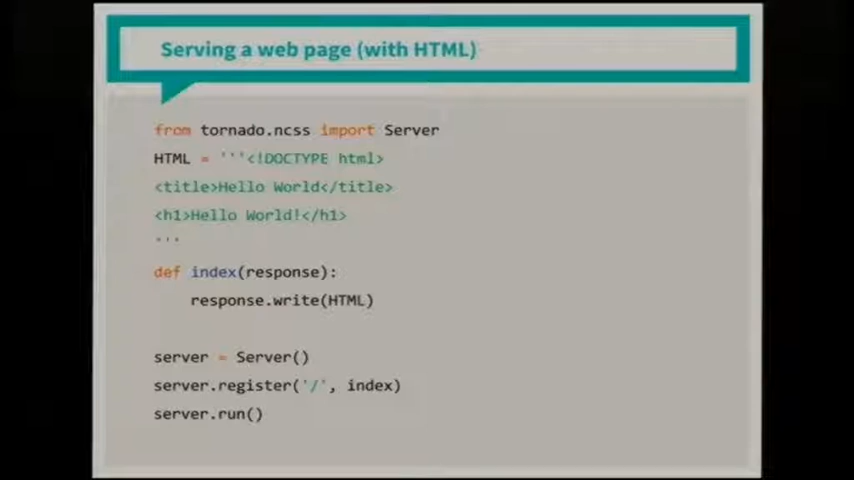 Serving a web page (with HTML)
from tornado.ncss import Server
HTML = '''<!DOCTYPE html>
<title>Hello World</title>
<h1>Hello World!</h1>
'''
def index(response):
    response.write(HTML)
server = Server()
server.register('/', index)
server.run()